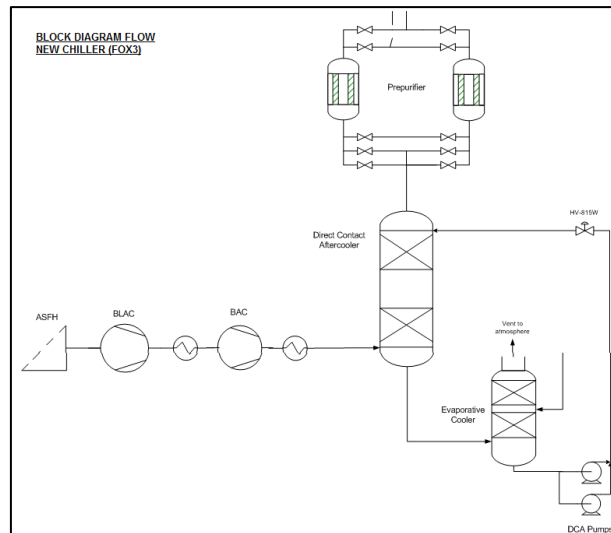 BLOCK DIAGRAM FLOW
NEW CHILLER (FOX3)
Prepurifier
HV-815W
Direct Contact
Aftercooler
ASFH
BLAC
BAC
Vent to
atmosphere
Evaporative
Cooler
DCA Pumps